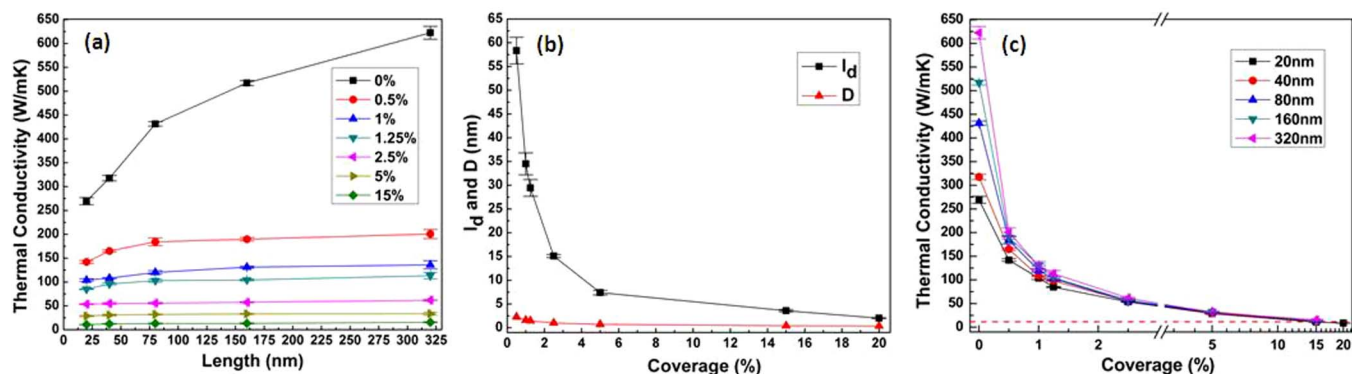 (a)
Thermal Conductivity (W/mK)
650
600
550
500
450
400
350
300
250
200
150
100
50
0
0 25 50 75 100 125 150 175 200 225 250 275 300 325
Length (nm)
0%
0.5%
1%
1.25%
2.5%
5%
15%
(b)
I_d and D (nm)
65
60
55
50
45
40
35
30
25
20
15
10
5
0
0 2 4 6 8 10 12 14 16 18 20
Coverage (%)
I_d
D
(c)
Thermal Conductivity (W/mK)
650
600
550
500
450
400
350
300
250
200
150
100
50
0
0 1 2 5 10 15 20
Coverage (%)
20nm
40nm
80nm
160nm
320nm